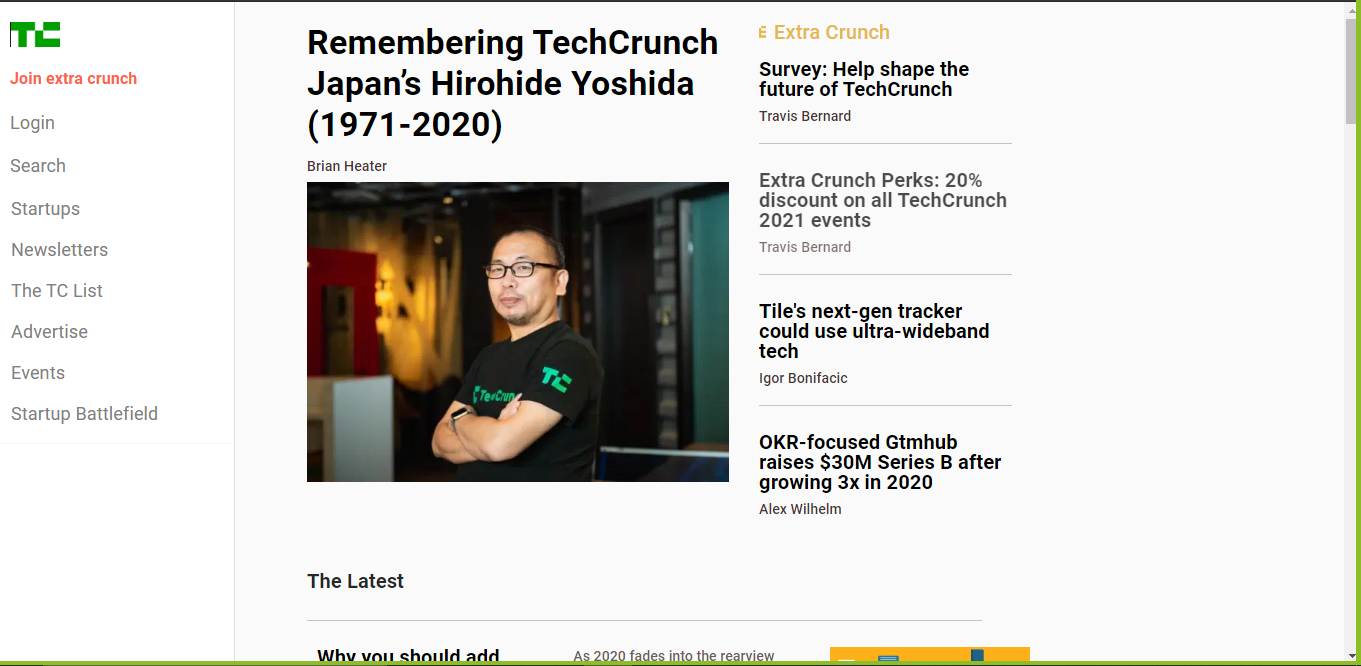 TC
Join extra crunch
Login
Search
Startups
Newsletters
The TC List
Advertise
Events
Startup Battlefield
Remembering TechCrunch
Japan’s Hirohide Yoshida
(1971-2020)
Brian Heater
TC
Extra Crunch
Survey: Help shape the
future of TechCrunch
Travis Bernard
Extra Crunch Perks: 20%
discount on all TechCrunch
2021 events
Travis Bernard
Tile's next-gen tracker
could use ultra-wideband
tech
Igor Bonifacic
OKR-focused Gtmhub
raises $30M Series B after
growing 3x in 2020
Alex Wilhelm
The Latest
Why you should add
As 2020 fades into the rearview